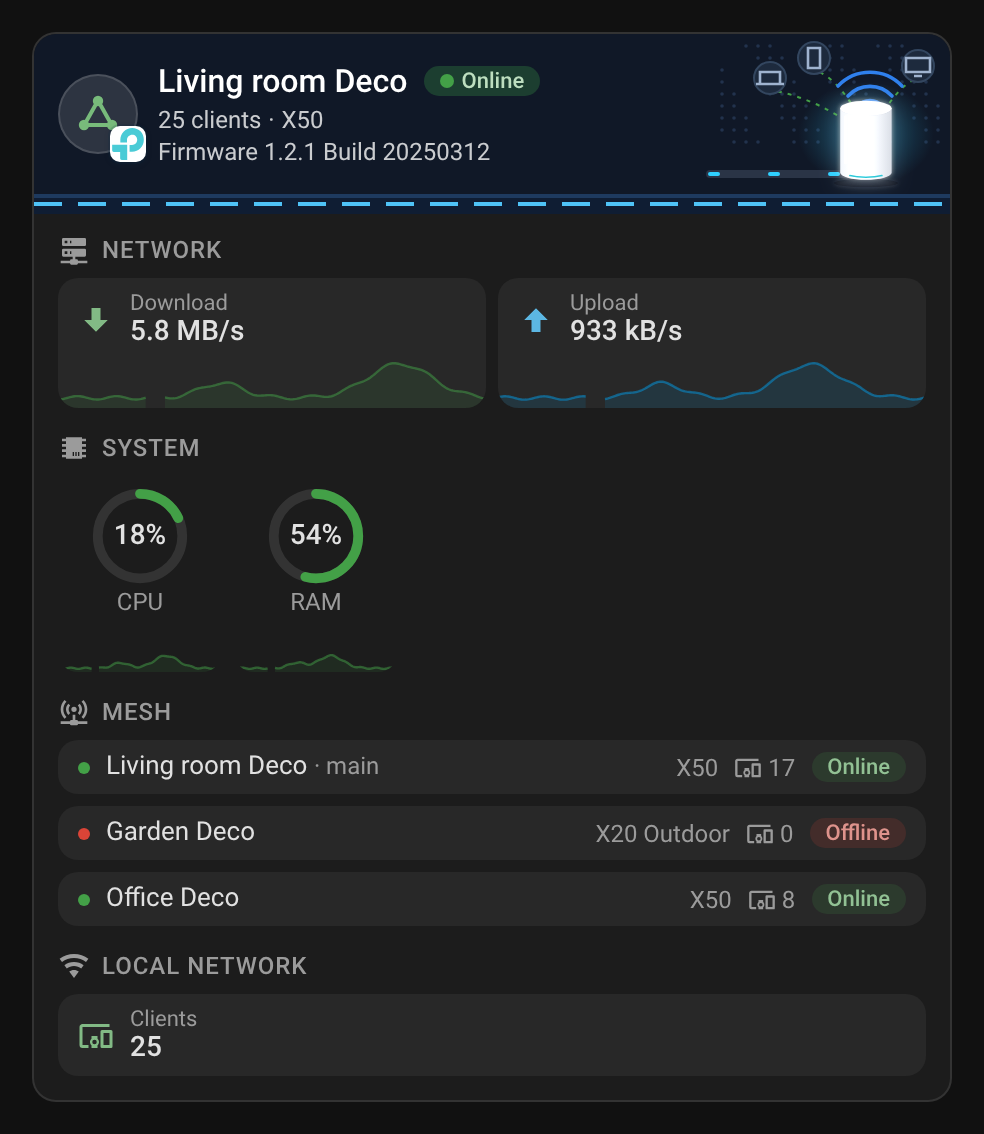 Living room Deco Online
25 clients · X50
Firmware 1.2.1 Build 20250312
NETWORK
Download
5.8 MB/s
Upload
933 kB/s
SYSTEM
18% 54%
CPU RAM
MESH
Living room Deco · main X50 17 Online
Garden Deco X20 Outdoor 0 Offline
Office Deco X50 8 Online
LOCAL NETWORK
Clients
25